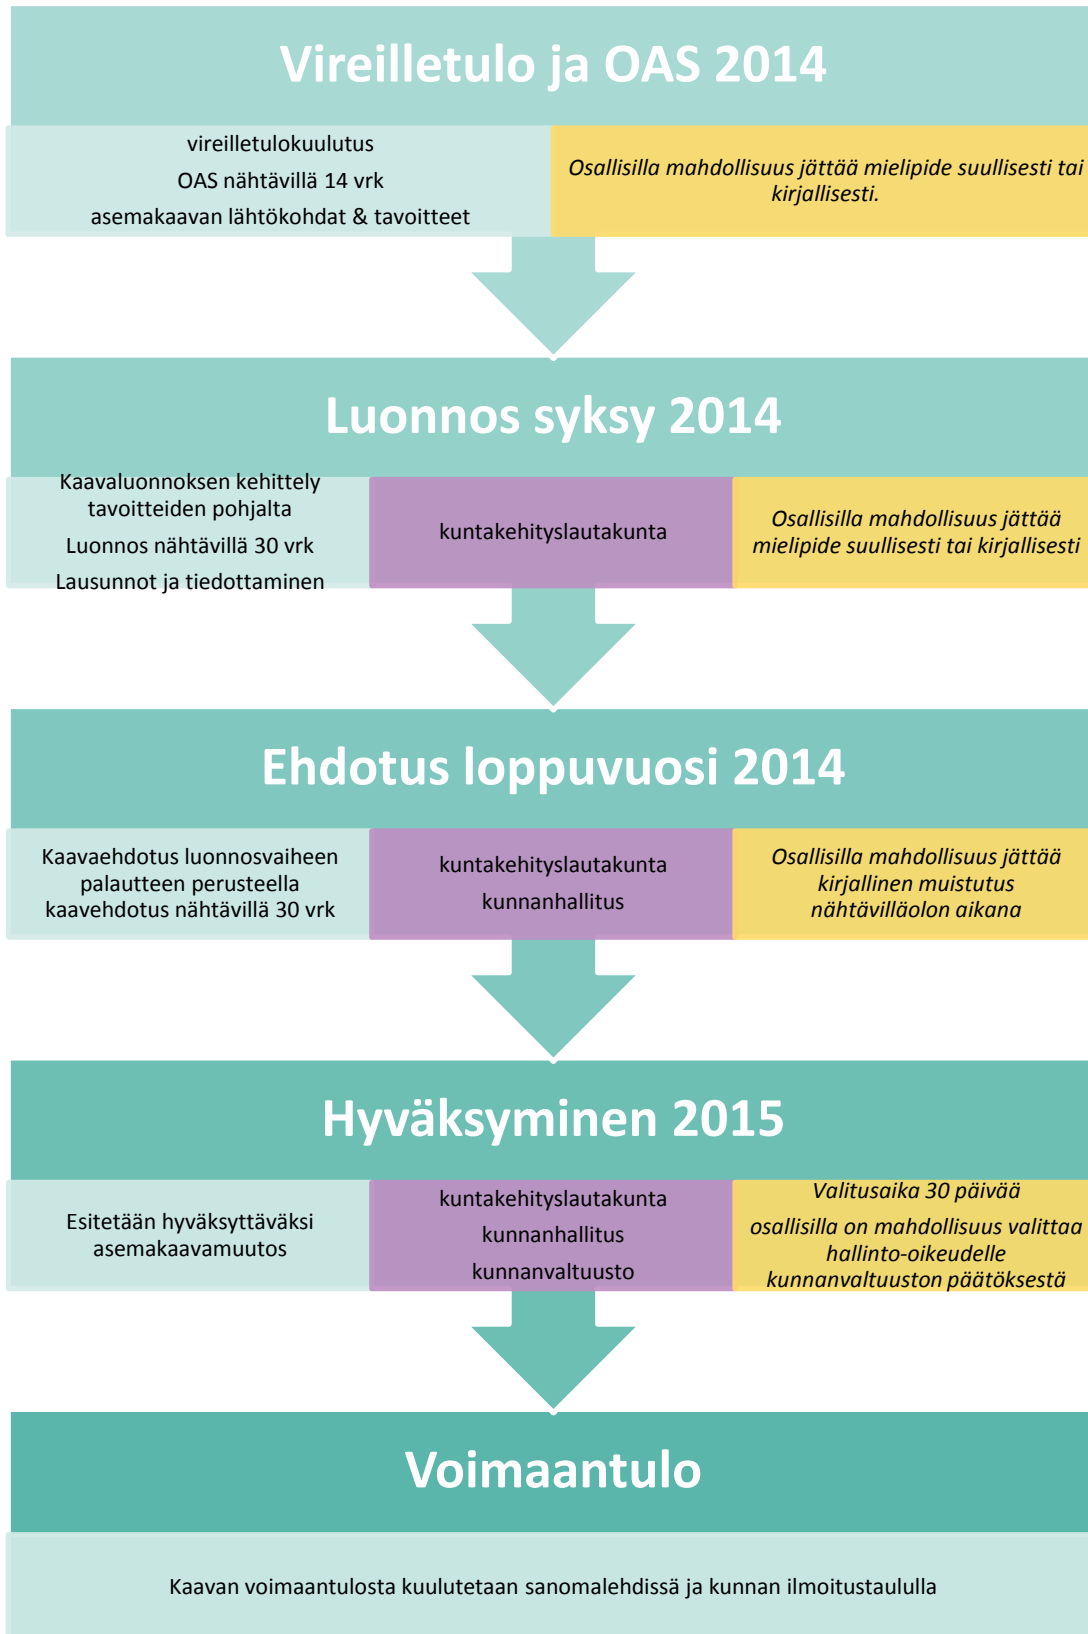 Vireilletulo ja OAS 2014
vireilletulokuulutus
OAS nähtävillä 14 vrk
asemakaavan lähtökohdat & tavoitteet
Osallisilla mahdollisuus jättää mielipide suullisesti tai
kirjallisesti.
Luonnos syksy 2014
Kaavaluonnoksen kehittely
tavoitteiden pohjalta
Luonnos nähtävillä 30 vrk
Lausunnot ja tiedottaminen
kuntakehityslautakunta
Osallisilla mahdollisuus jättää
mielipide suullisesti tai kirjallisesti
Ehdotus loppuvuosi 2014
Kaavaehdotus luonnosvaiheen
palautteen perusteella
kaavehdotus nähtävillä 30 vrk
kuntakehityslautakunta
kunnanhallitus
Osallisilla mahdollisuus jättää
kirjallinen muistutus
nähtävilläolon aikana
Hyväksyminen 2015
Esitetään hyväksyttäväksi
asemakaavamuutos
kuntakehityslautakunta
kunnanhallitus
kunnanvaltuusto
Valitusaika 30 päivää
osallisilla on mahdollisuus valittaa
hallinto-oikeudelle
kunnanvaltuuston päätöksestä
Voimaantulo
Kaavan voimaantulosta kuulutetaan sanomalehdissä ja kunnan ilmoitustaululla